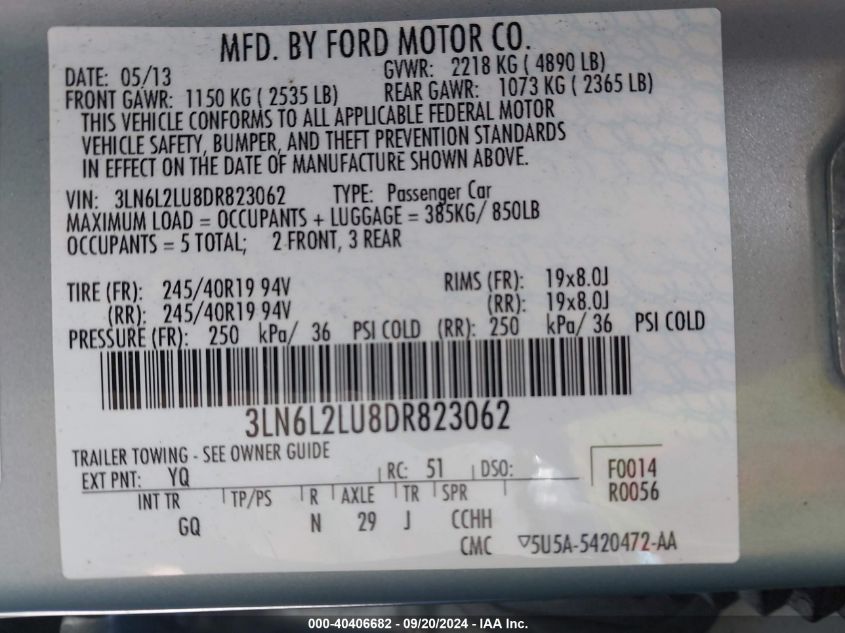 MFD. BY FORD MOTOR CO.
DATE: 05/13 GVWR: 2218 KG ( 4890 LB)
FRONT GAWR: 1150 KG ( 2535 LB) REAR GAWR: 1073 KG ( 2365 LB)
THIS VEHICLE CONFORMS TO ALL APPLICABLE FEDERAL MOTOR
VEHICLE SAFETY, BUMPER, AND THEFT PREVENTION STANDARDS
IN EFFECT ON THE DATE OF MANUFACTURE SHOWN ABOVE.
VIN: 3LN6L2LU8DR823062 TYPE: Passenger Car
MAXIMUM LOAD = OCCUPANTS + LUGGAGE = 385KG/ 850LB
OCCUPANTS = 5 TOTAL; 2 FRONT, 3 REAR
TIRE (FR): 245/40R19 94V RIMS (FR): 19x8.0J
(RR): 245/40R19 94V (RR): 19x8.0J
PRESSURE (FR): 250 kPa/ 36 PSI COLD (RR): 250 kPa/ 36 PSI COLD
3LN6L2LU8DR823062
TRAILER TOWING - SEE OWNER GUIDE
EXT PNT: YQ RC: 51 DSO: F0014
INT TR TP/PS R AXLE TR SPR R0056
GQ N 29 J CCHH
CMC ▽5U5A-5420472-AA
000-40406682 - 09/20/2024 - IAA Inc.